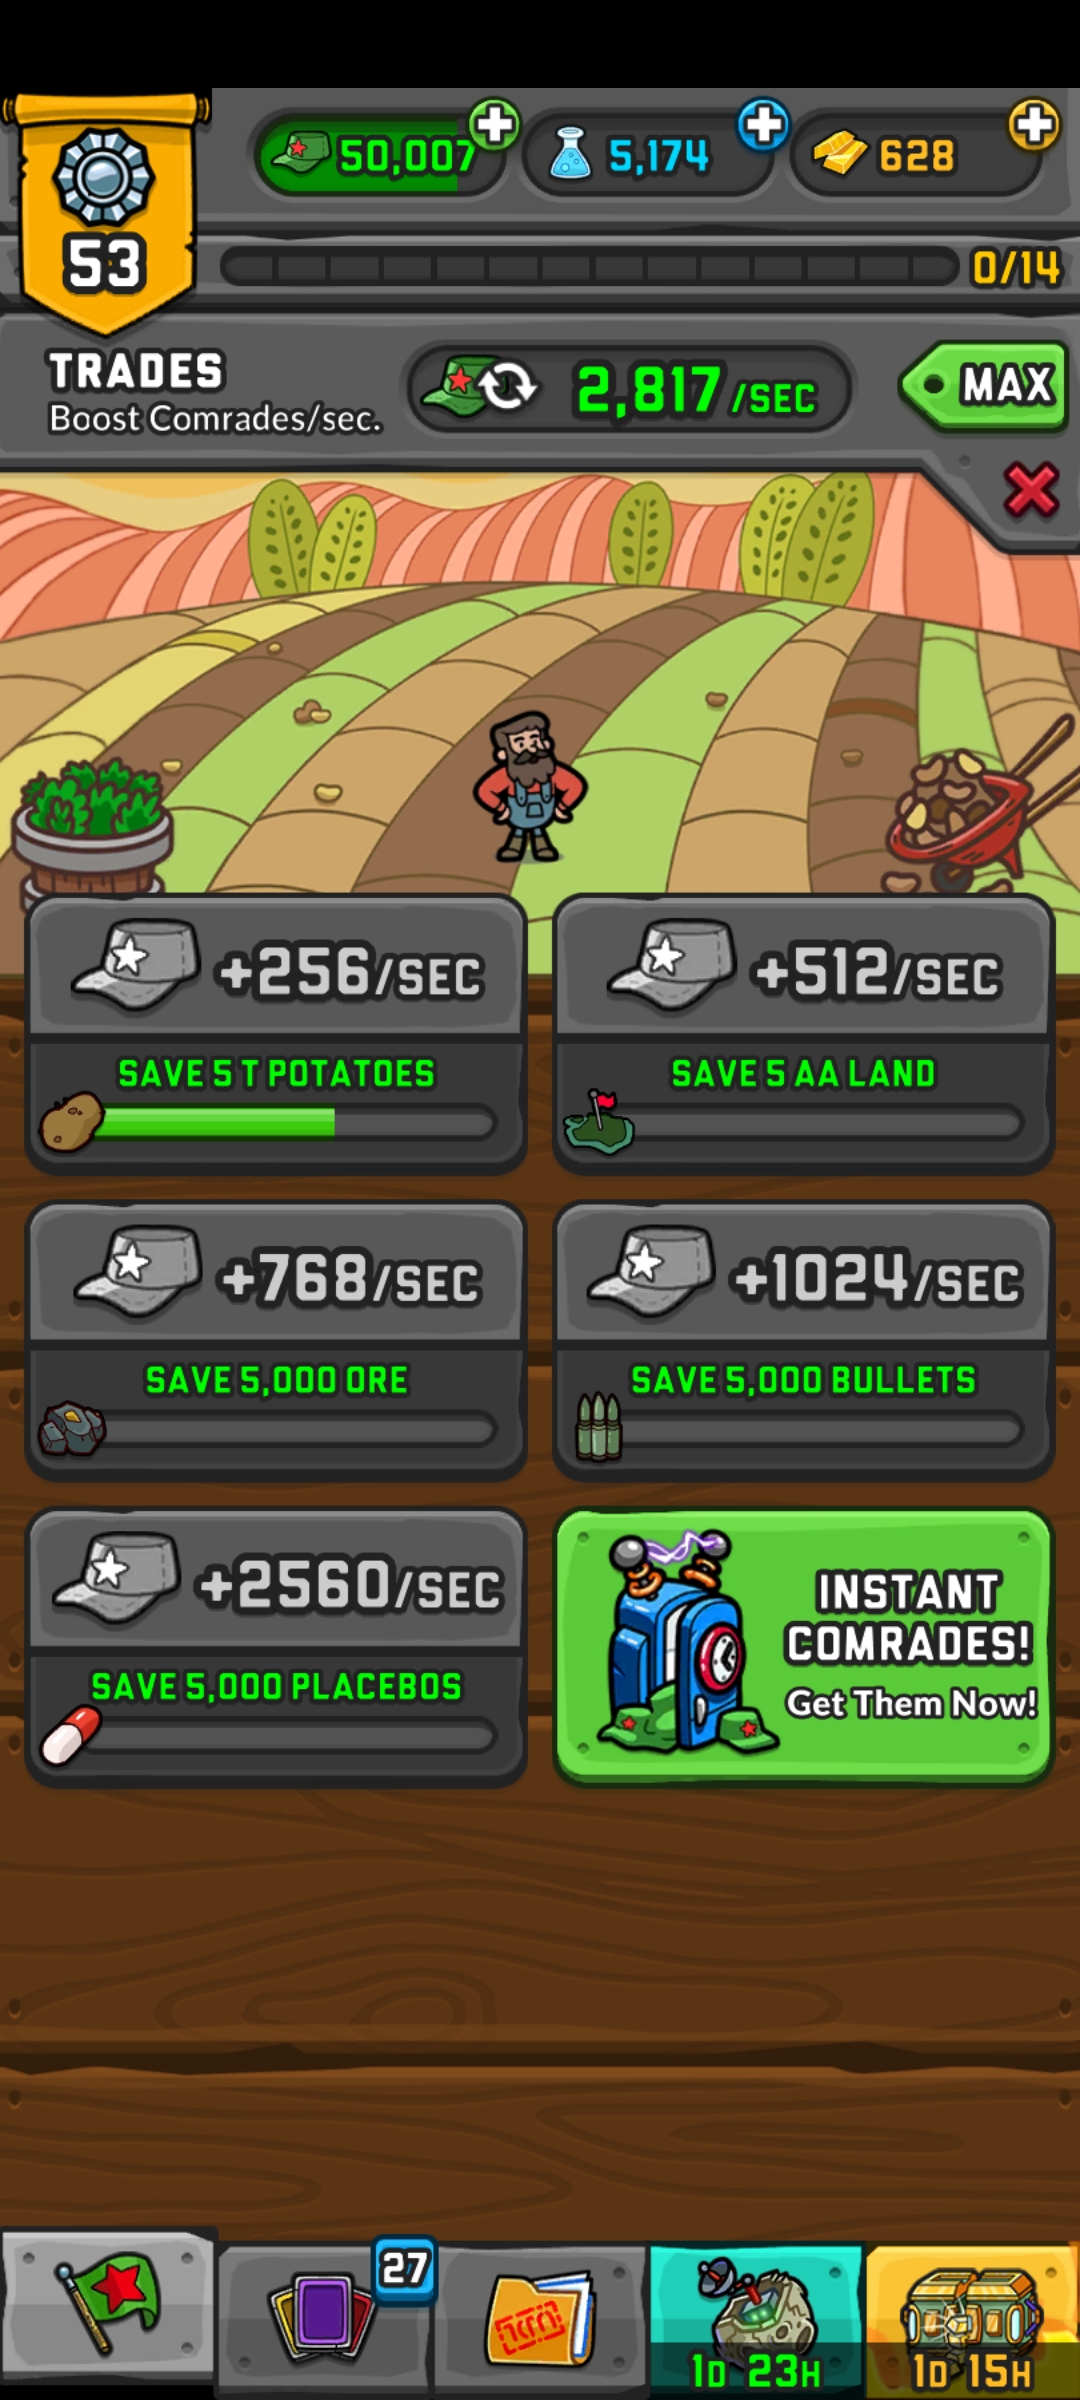 50,007
5,174
628
53
0/14
TRADES
Boost Comrades/sec.
2,817/SEC
MAX
+256/SEC
SAVE 5 T POTATOES
+512/SEC
SAVE 5 AA LAND
+768/SEC
SAVE 5,000 ORE
+1024/SEC
SAVE 5,000 BULLETS
+2560/SEC
SAVE 5,000 PLACEBOS
INSTANT
COMRADES!
Get Them Now!
27
1D 23H
1D 15H